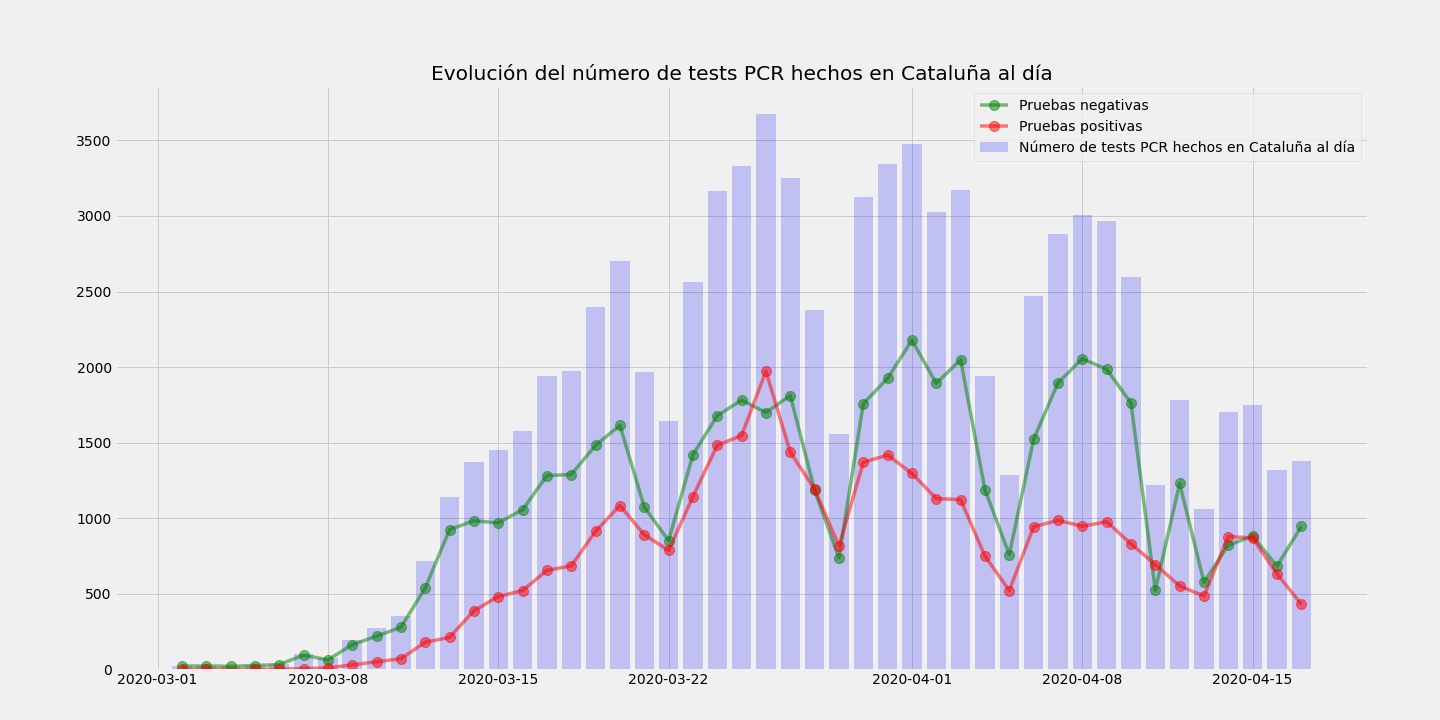 Evolución del número de tests PCR hechos en Cataluña al día
Pruebas negativas
Pruebas positivas
Número de tests PCR hechos en Cataluña al día
3500
3000
2500
2000
1500
1000
500
0
2020-03-01 2020-03-08 2020-03-15 2020-03-22 2020-04-01 2020-04-08 2020-04-15